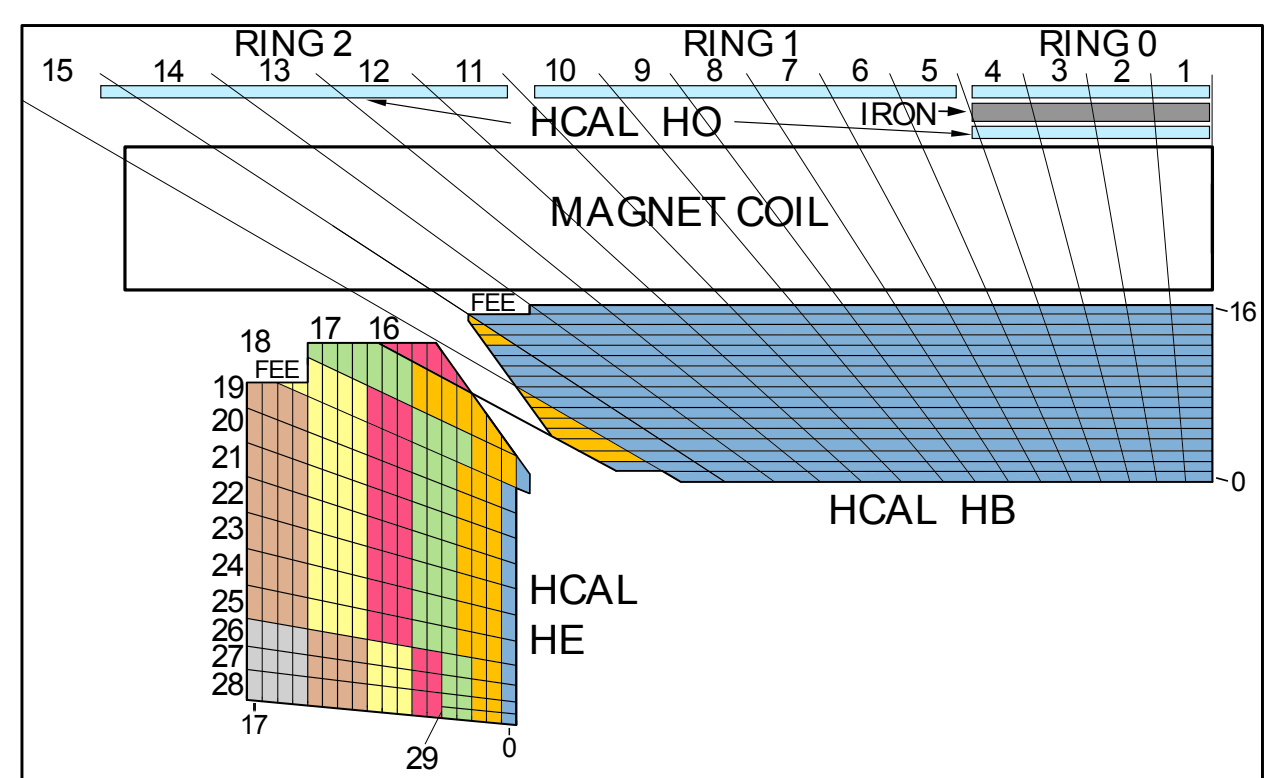 RING 2 RING 1 RING 0
15 14 13 12 11 10 9 8 7 6 5 4 3 2 1
IRON
HCAL HO
MAGNET COIL
FEE
16
17 16
18
FEE
19
20
21
22
23
24
25
26
27
28
0
HCAL HB
HCAL
HE
17
29
0